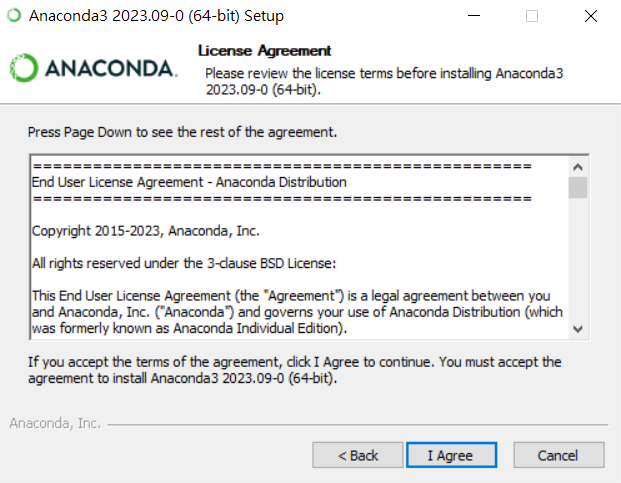 Anaconda3 2023.09-0 (64-bit) Setup
ANACONDA.
License Agreement
Please review the license terms before installing Anaconda3
2023.09-0 (64-bit).
Press Page Down to see the rest of the agreement.
==================================================
End User License Agreement - Anaconda Distribution
==================================================
Copyright 2015-2023, Anaconda, Inc.
All rights reserved under the 3-clause BSD License:
This End User License Agreement (the "Agreement") is a legal agreement between you
and Anaconda, Inc. ("Anaconda") and governs your use of Anaconda Distribution (which
was formerly known as Anaconda Individual Edition).
If you accept the terms of the agreement, click I Agree to continue. You must accept the
agreement to install Anaconda3 2023.09-0 (64-bit).
Anaconda, Inc.
< Back
I Agree
Cancel